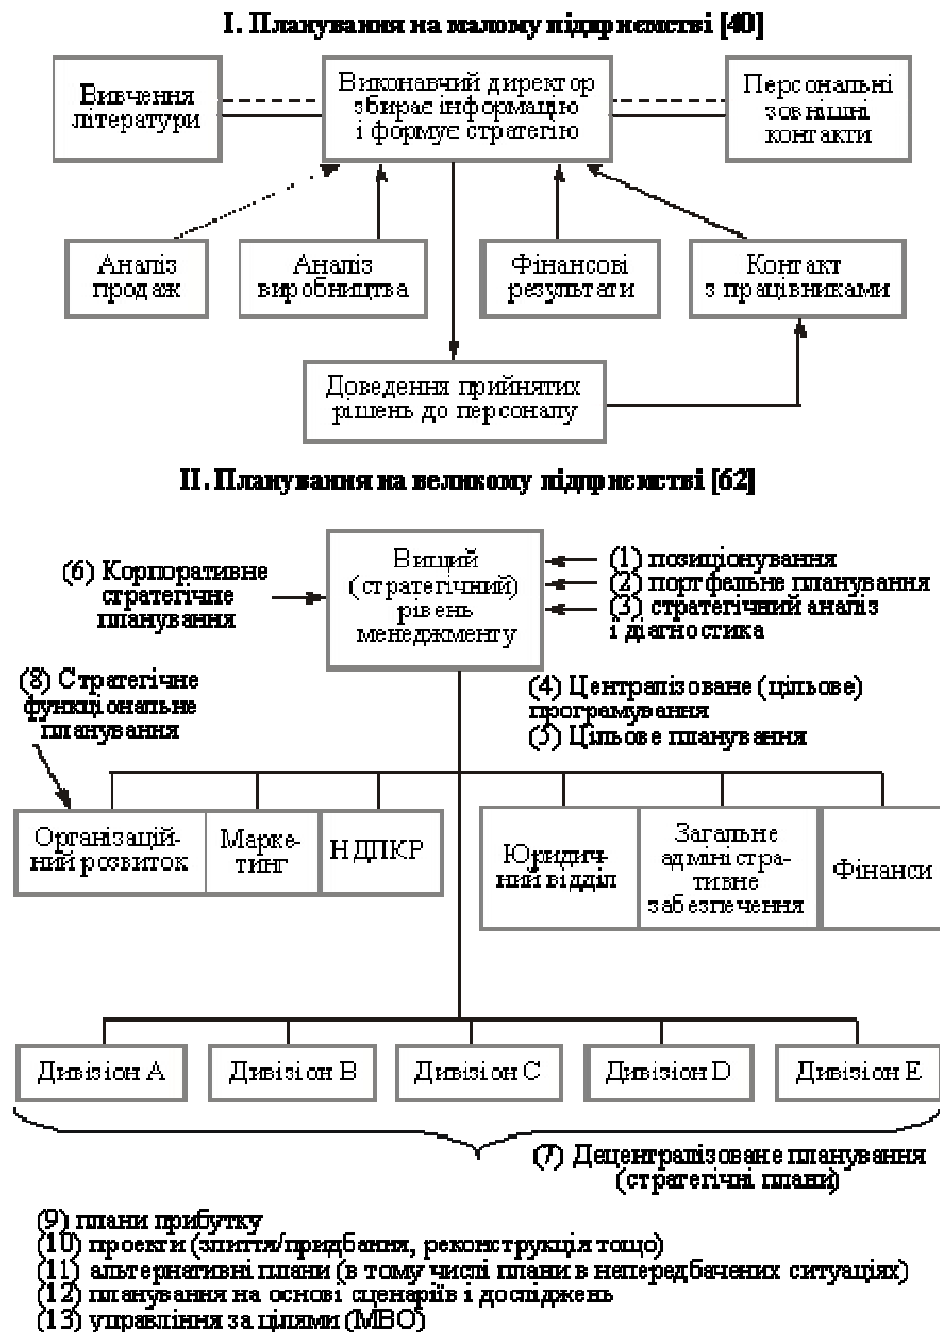 І. Планування на малому підприємстві [40]
Вивчення
літератури
Виконавчий директор
збирає інформацію
і формує стратегію
Персональні
зовнішні
контакти
Аналіз
продаж
Аналіз
виробництва
Фінансові
результати
Контакт
з працівниками
Доведення прийнятих
рішень до персоналу
ІІ. Планування на великому підприємстві [62]
(6) Корпоративне
стратегічне
планування
Вищий
(стратегічний)
рівень
менеджменту
(1) позиціонування
(2) портфельне планування
(3) стратегічний аналіз
і діагностика
(8) Стратегічне
функціональне
планування
(4) Централізоване (цільове)
програмування
(5) Цільове планування
Організацій-
ний розвиток
Марке-
тинг
НДПКР
Юридич-
ний відділ
Загальне
адміністра-
тивне
забезпечення
Фінанси
Дивізіон A
Дивізіон B
Дивізіон C
Дивізіон D
Дивізіон E
(7) Децентралізоване планування
(стратегічні плани)
(9) плани прибутку
(10) проекти (злиття/придбання, реконструкція тощо)
(11) альтернативні плани (в тому числі плани в непередбачених ситуаціях)
(12) планування на основі сценаріїв і досліджень
(13) управління за цілями (МВО)